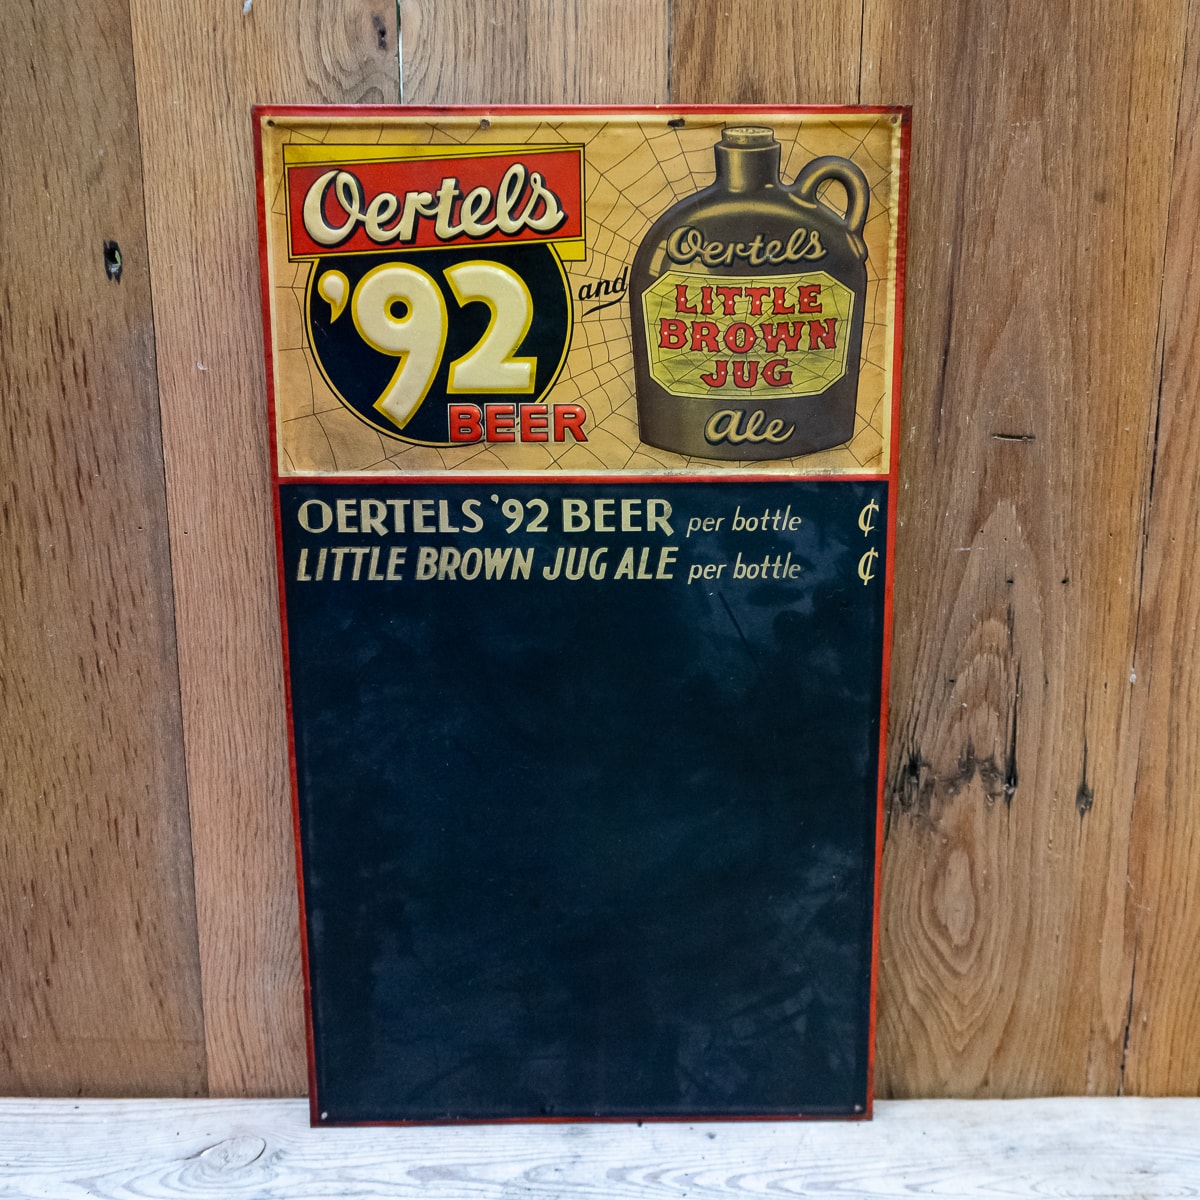 Oertels
'92
BEER
and
Oertels
LITTLE
BROWN
JUG
Ale
OERTELS '92 BEER per bottle ¢
LITTLE BROWN JUG ALE per bottle ¢